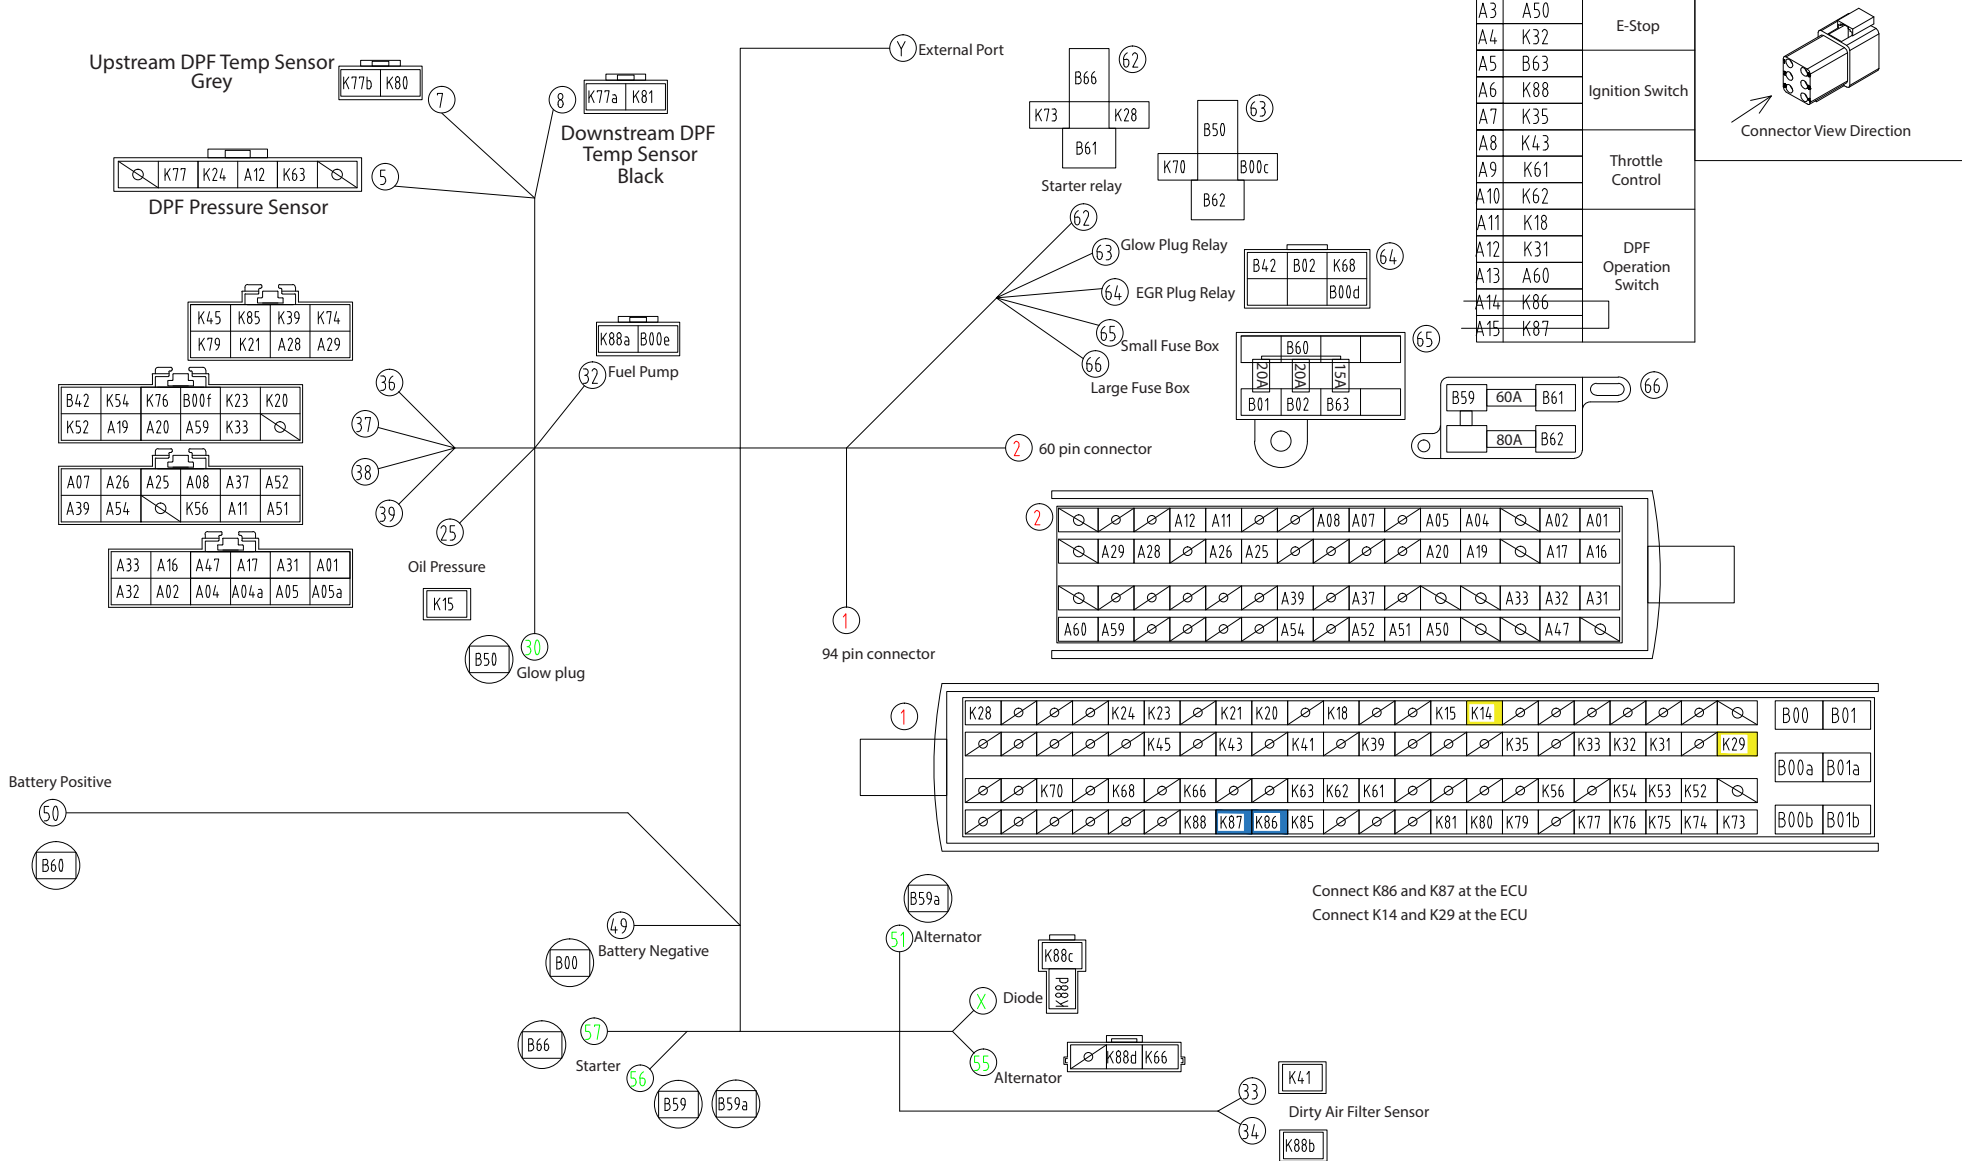 Upstream DPF Temp Sensor
Grey
K77b K80
7
8
K77a K81
Downstream DPF
Temp Sensor
Black
K77 K24 A12 K63
5
DPF Pressure Sensor
Y External Port
B66
K73 K28
B61
62
Starter relay
B50
K70 B00c
B62
63
62
63 Glow Plug Relay
64 EGR Plug Relay
65 Small Fuse Box
66
Large Fuse Box
B42 B02 K68
B00d
64
B60
20A 20A 15A
B01 B02 B63
65
B59 60A B61
80A B62
66
A3 A50
A4 K32
E-Stop
A5 B63
A6 K88
A7 K35
Ignition Switch
A8 K43
A9 K61
A10 K62
Throttle
Control
A11 K18
A12 K31
A13 A60
A14 K86
A15 K87
DPF
Operation
Switch
Connector View Direction
K45 K85 K39 K74
K79 K21 A28 A29
B42 K54 K76 B00f K23 K20
K52 A19 A20 A59 K33
A07 A26 A25 A08 A37 A52
A39 A54 K56 A11 A51
A33 A16 A47 A17 A31 A01
A32 A02 A04 A04a A05 A05a
36
37
38
39
K88a B00e
32 Fuel Pump
25
Oil Pressure
K15
B50
30
Glow plug
2 60 pin connector
1
94 pin connector
2
A12 A11 A08 A07 A05 A04 A02 A01
A29 A28 A26 A25 A20 A19 A17 A16
A39 A37 A33 A32 A31
A60 A59 A54 A52 A51 A50 A47
1
K28 K24 K23 K21 K20 K18 K15 K14
K45 K43 K41 K39 K35 K33 K32 K31 K29
K70 K68 K66 K63 K62 K61 K56 K54 K53 K52
K88 K87 K86 K85 K81 K80 K79 K77 K76 K75 K74 K73
B00 B01
B00a B01a
B00b B01b
Connect K86 and K87 at the ECU
Connect K14 and K29 at the ECU
Battery Positive
50
B60
49
Battery Negative
B00
57
B66
Starter
56
B59 B59a
B59a
51 Alternator
K88c
K88d
X Diode
55
Alternator
K88d K66
33
34
K41
Dirty Air Filter Sensor
K88b